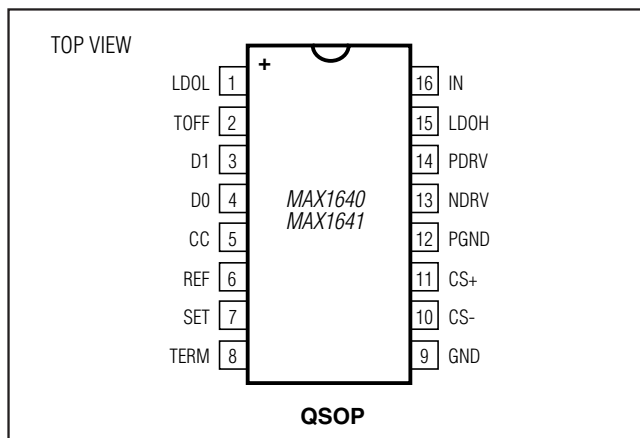 TOP VIEW
+
LDOL 1
TOFF 2
D1 3
D0 4
CC 5
REF 6
SET 7
TERM 8
MAX1640
MAX1641
16 IN
15 LDOH
14 PDRV
13 NDRV
12 PGND
11 CS+
10 CS-
9 GND
QSOP